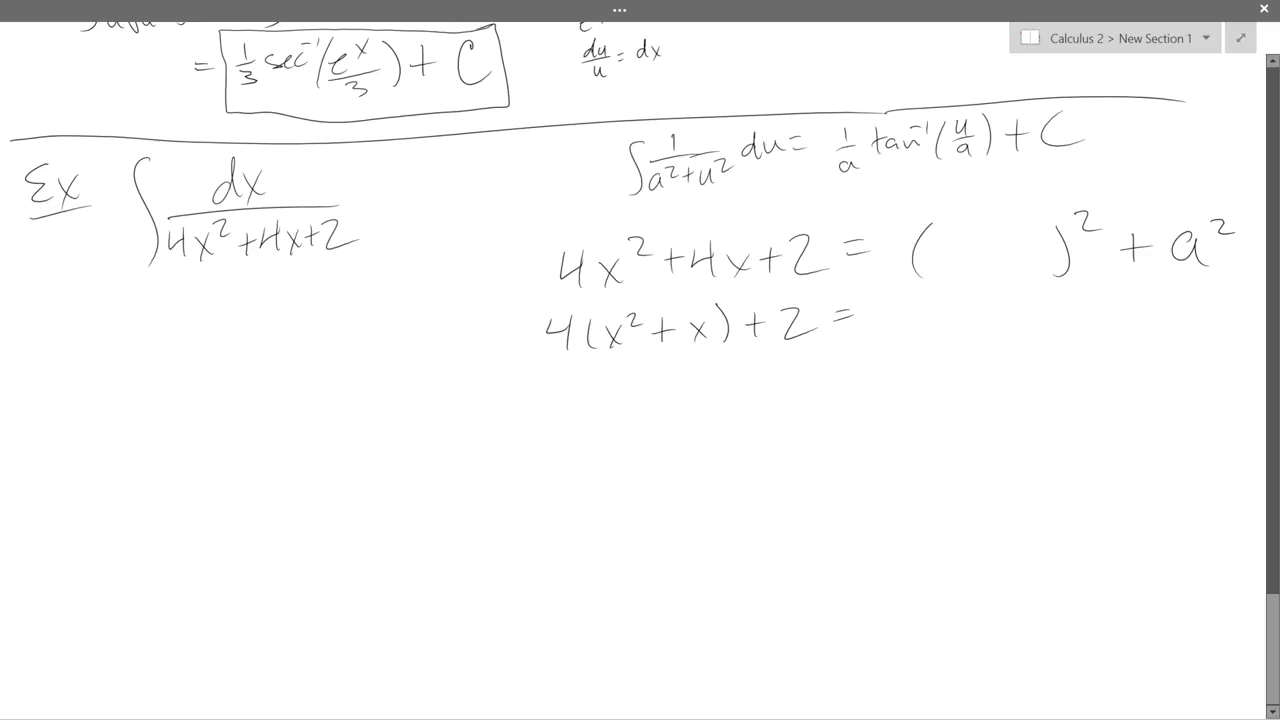 Calculus 2 > New Section 1
= 1/3 sec⁻¹(eˣ/3) + C
du/u = dx
∫ 1/(a²+u²) du = 1/a tan⁻¹(u/a) + C
Ex ∫ dx/(4x²+4x+2)
4x²+4x+2 = ( )² + a²
4(x²+x)+2 =